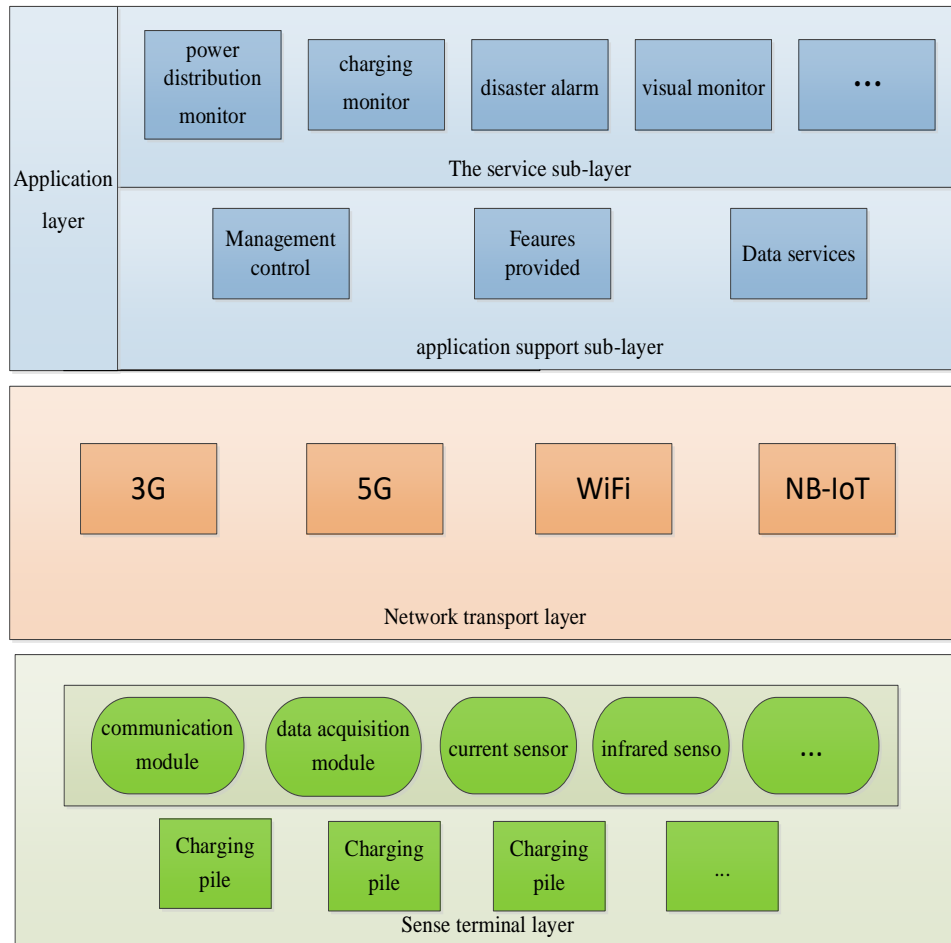 power
distribution
monitor
charging
monitor
disaster alarm
visual monitor
...
The service sub-layer
Application
layer
Management
control
Feaures
provided
Data services
application support sub-layer
3G
5G
WiFi
NB-IoT
Network transport layer
communication
module
data acquisition
module
current sensor
infrared senso
...
Charging
pile
Charging
pile
Charging
pile
...
Sense terminal layer